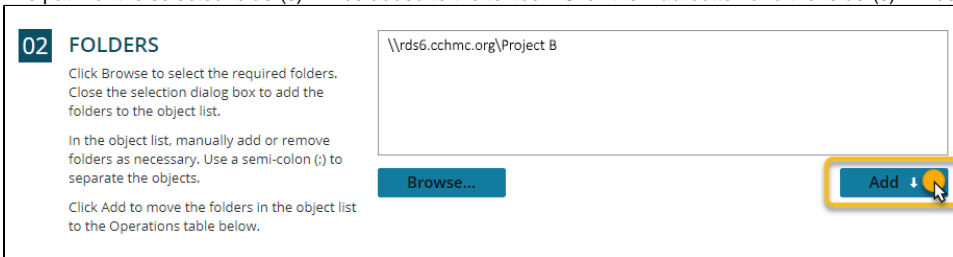 02 FOLDERS
\\rds6.cchmc.org\Project B
Click Browse to select the required folders.
Close the selection dialog box to add the
folders to the object list.
In the object list, manually add or remove
folders as necessary. Use a semi-colon (;) to
separate the objects.
Browse...
Add
Click Add to move the folders in the object list
to the Operations table below.